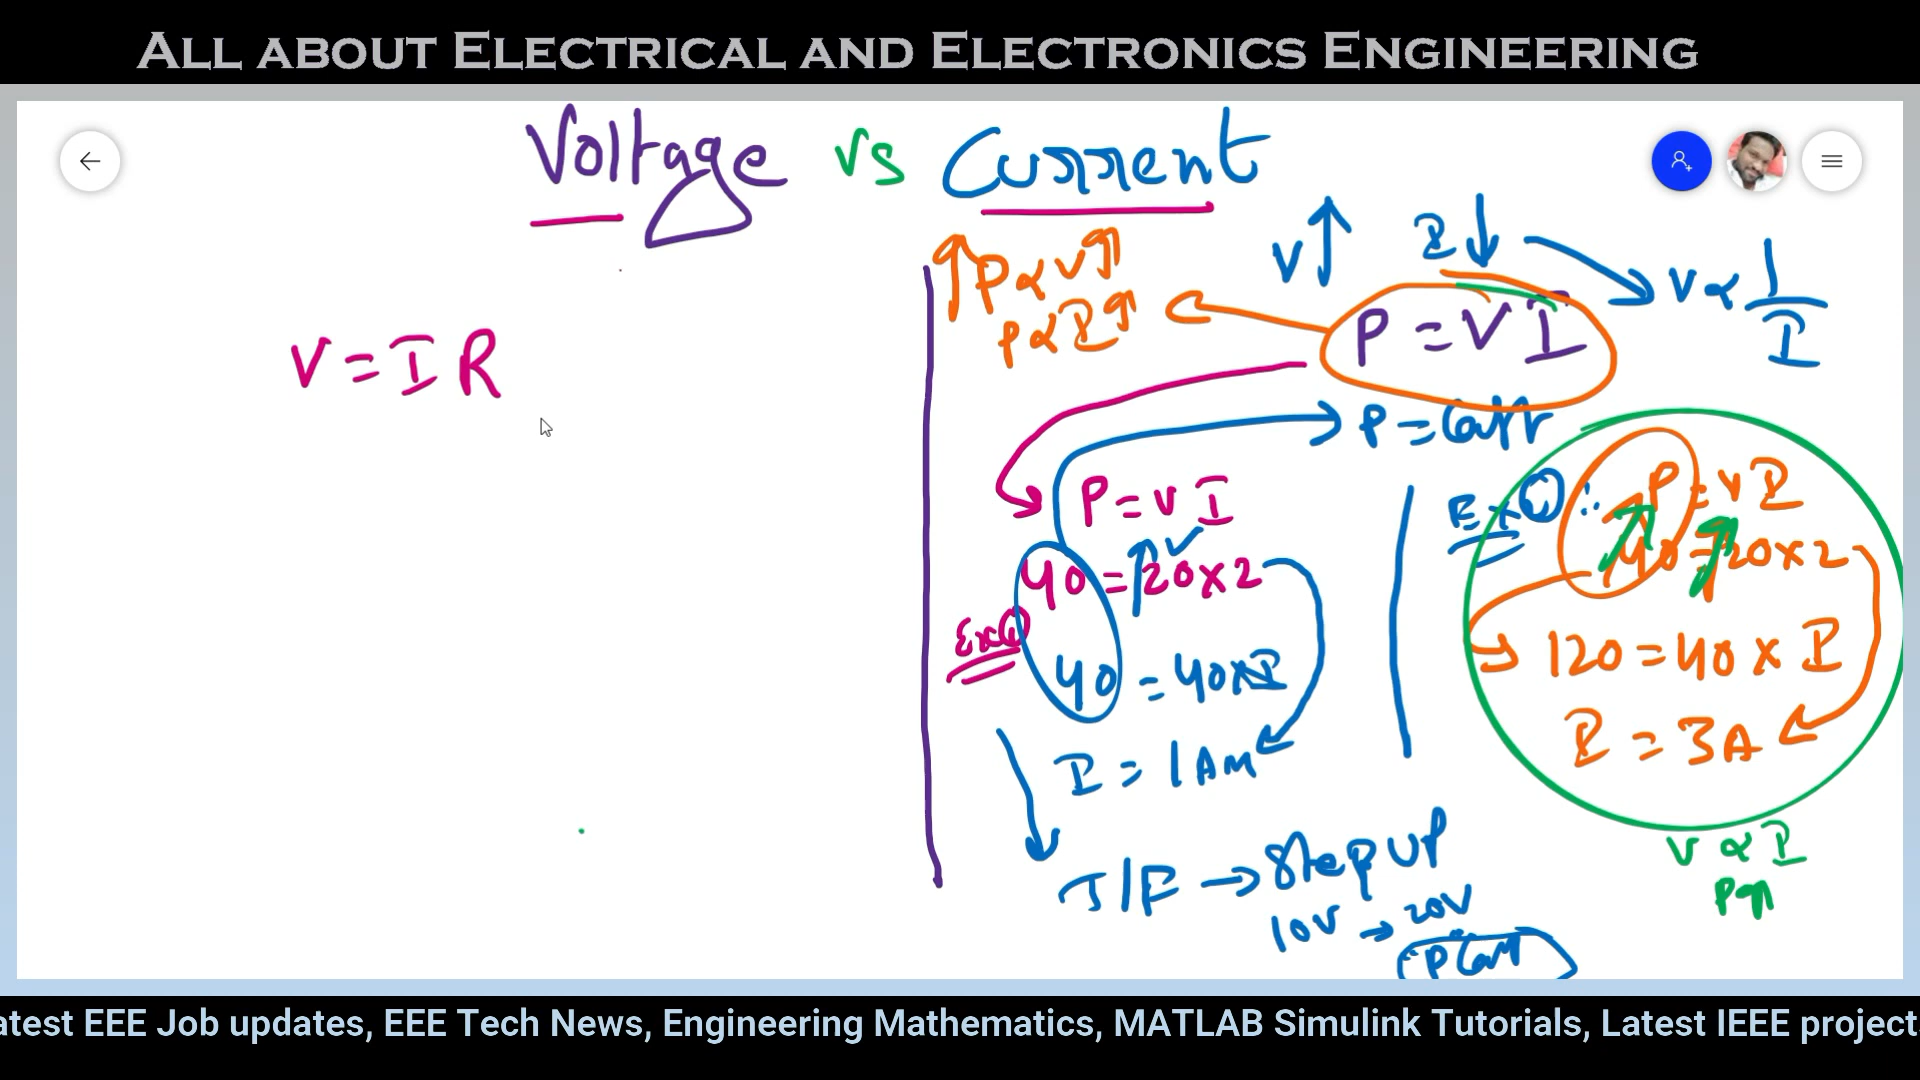 ALL ABOUT ELECTRICAL AND ELECTRONICS ENGINEERING
Voltage vs Current
V = I R
P ∝ V
P ∝ I
V ↑ I ↓
V ∝ 1/I
P = V I
P =
P = V I
40 = 20 x 2
Ex ①
40 = 40 x I
I = 1 Am
T/F → Step UP
10V → 20V
Ex
P = V I
40 = 20 x 2
120 = 40 x I
I = 3A
V ∝ I
P ↑
atest EEE Job updates, EEE Tech News, Engineering Mathematics, MATLAB Simulink Tutorials, Latest IEEE project